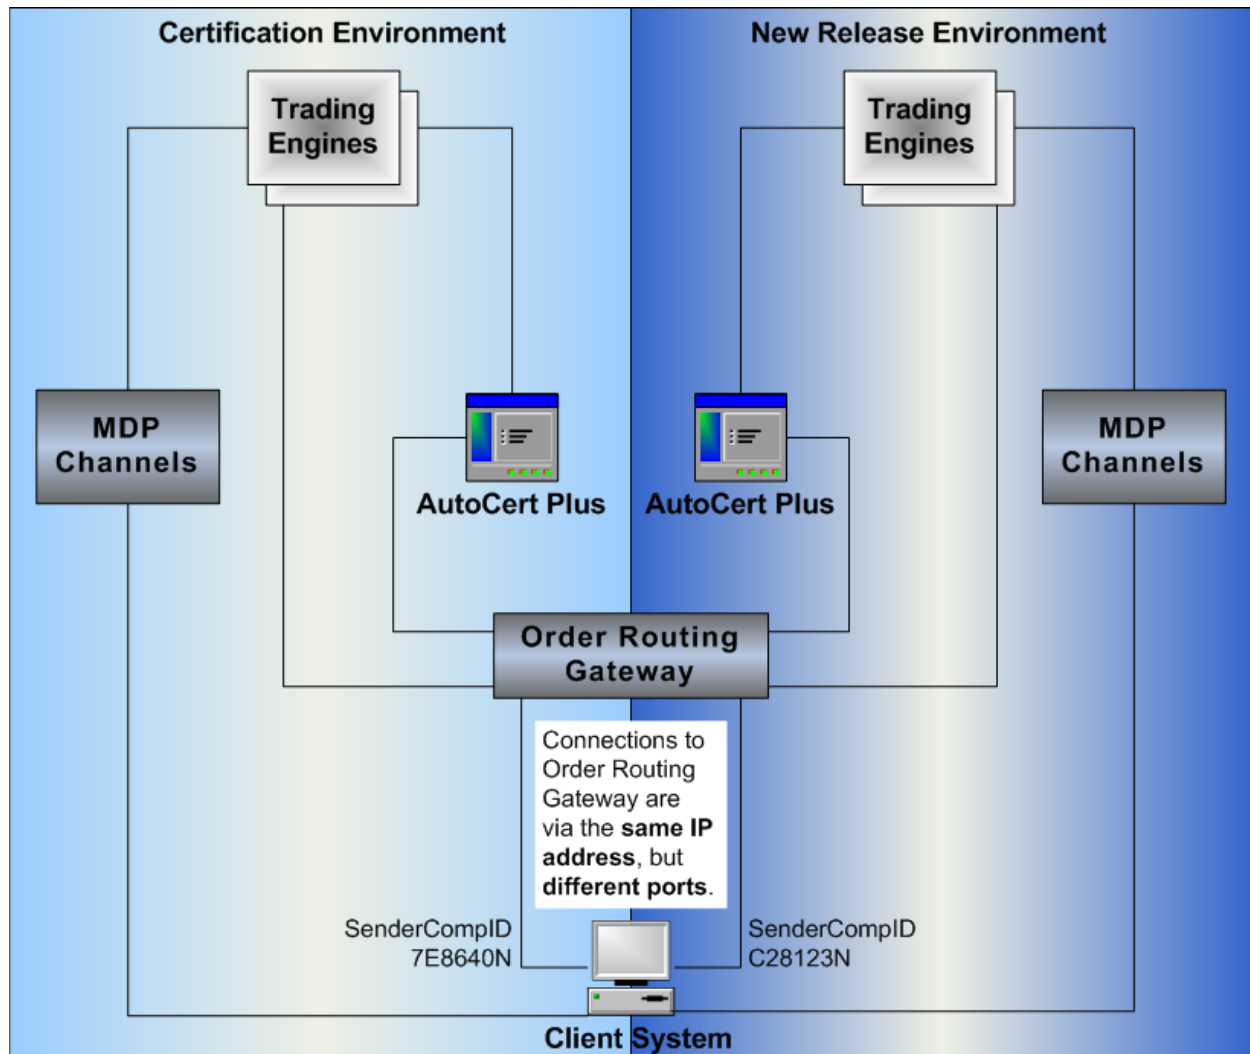 Certification Environment
New Release Environment
Trading
Engines
Trading
Engines
MDP
Channels
AutoCert Plus
AutoCert Plus
MDP
Channels
Order Routing
Gateway
Connections to
Order Routing
Gateway are
via the same IP
address, but
different ports.
SenderCompID
7E8640N
SenderCompID
C28123N
Client System